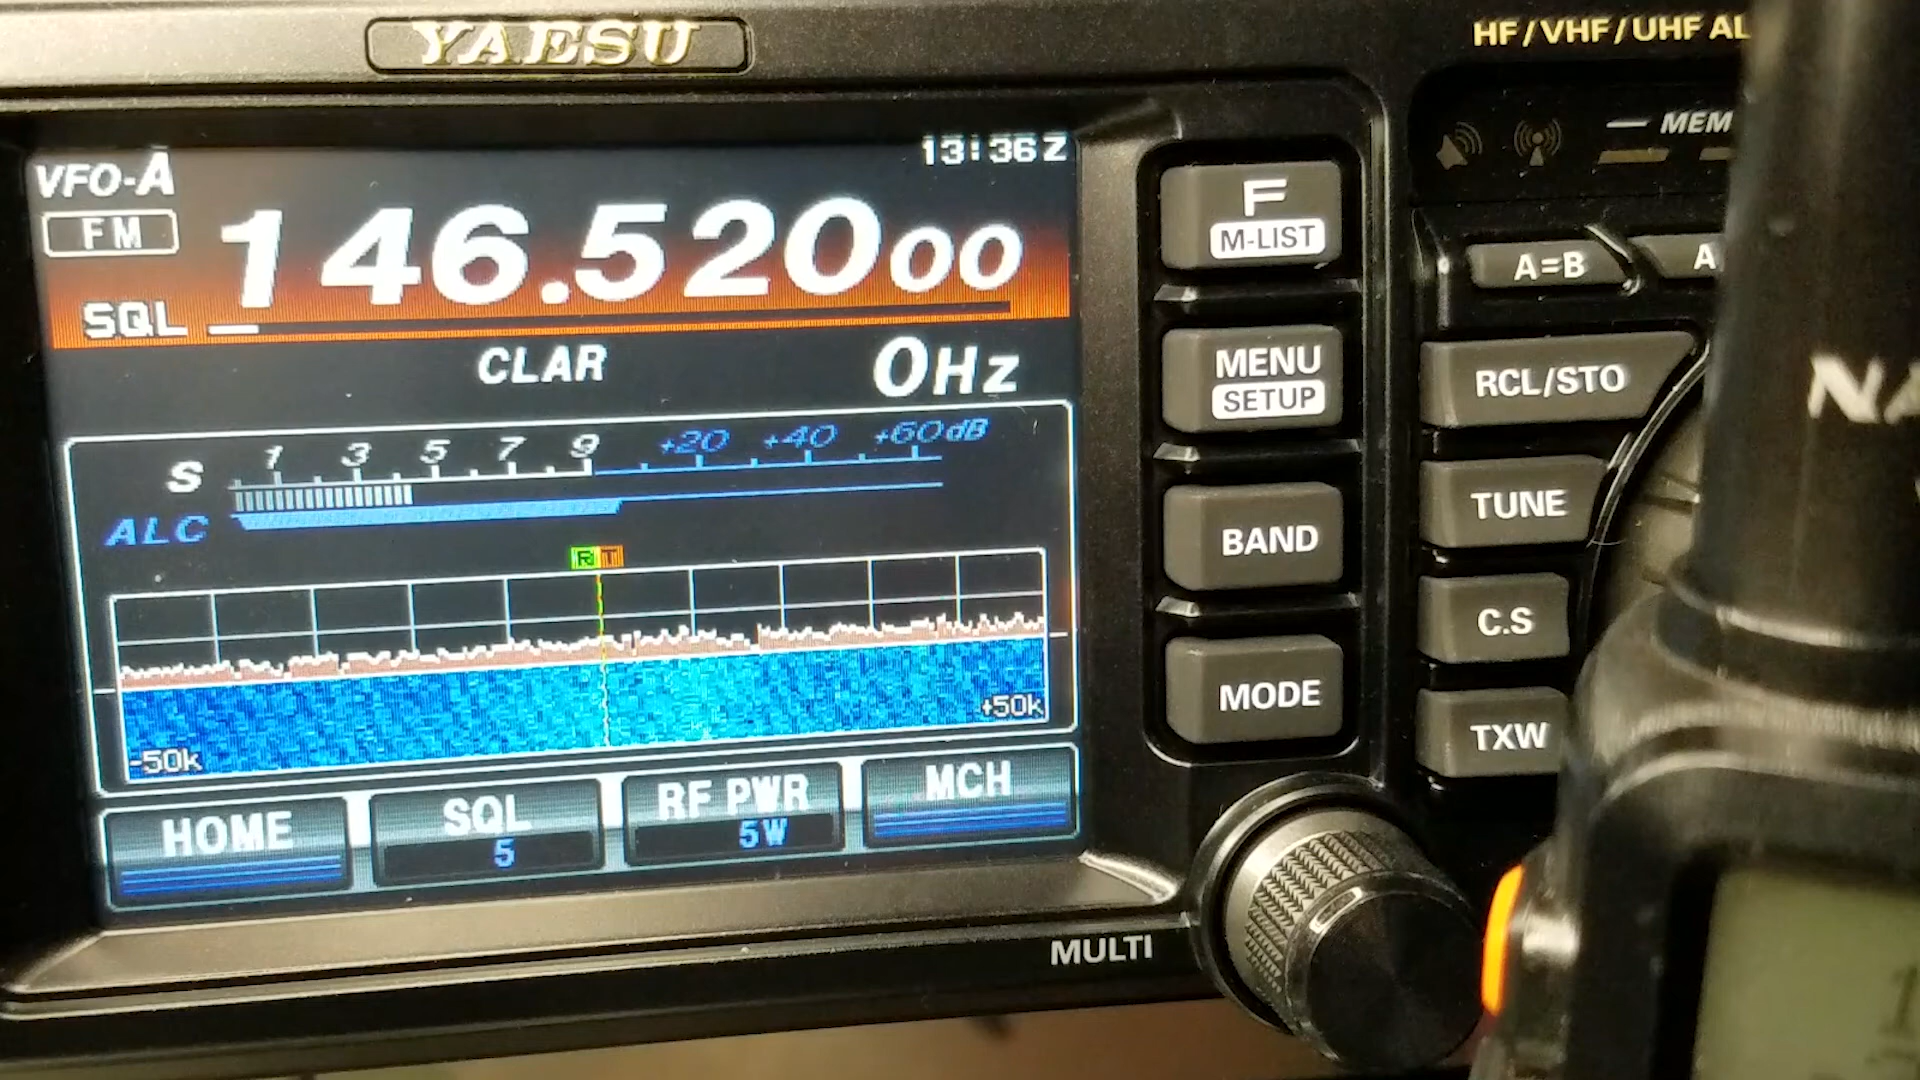 YAESU
HF/VHF/UHF AL
VFO-A
13:36Z
FM
146.52000
SQL
CLAR 0Hz
S 1 3 5 7 9 +20 +40 +60dB
ALC
-50k
+50k
HOME
SQL
5
RF PWR
5W
MCH
F
M-LIST
MENU
SETUP
BAND
MODE
MULTI
MEM
A=B
A
RCL/STO
TUNE
C.S
TXW
NA